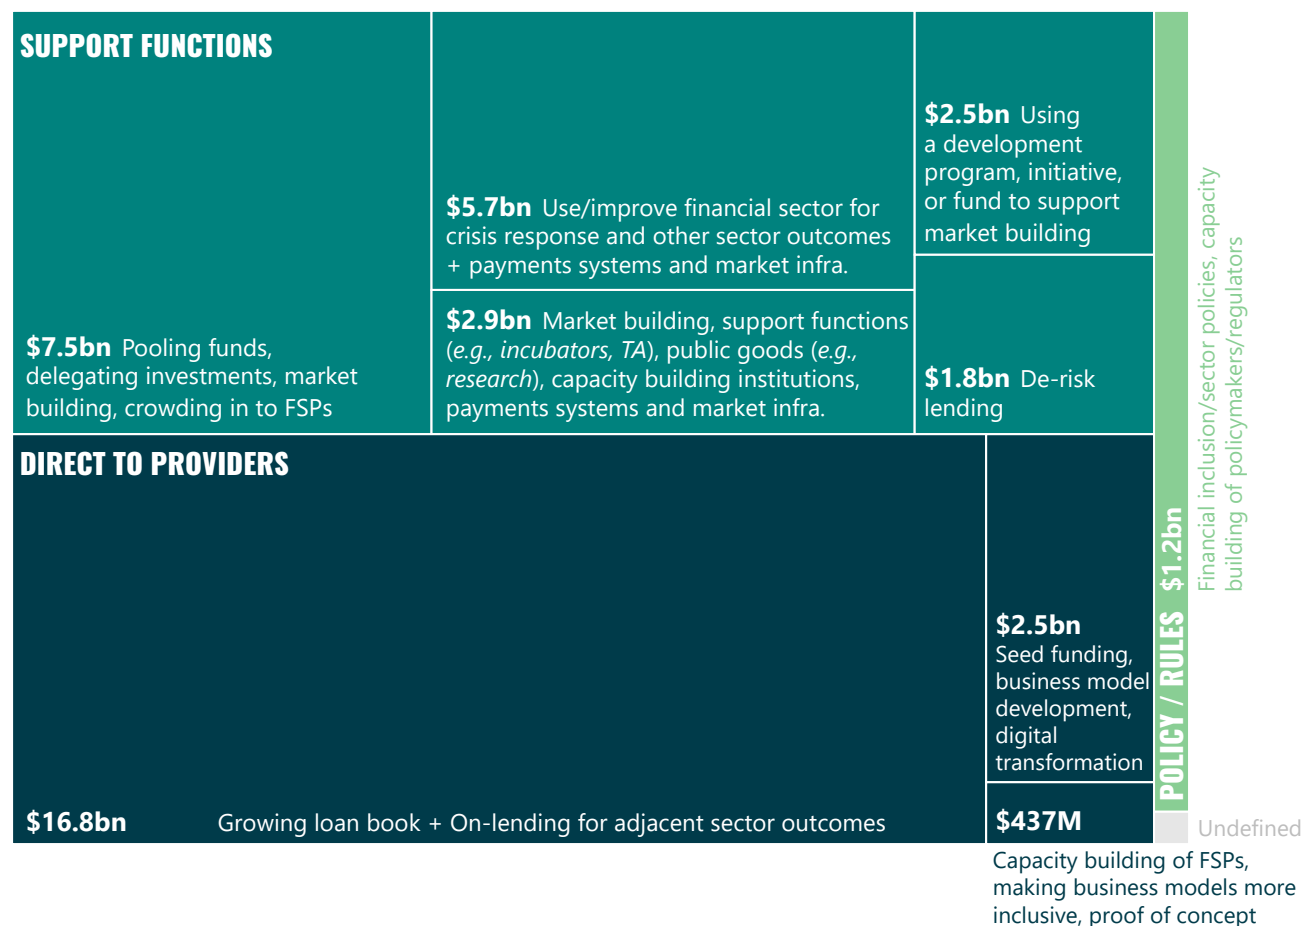 SUPPORT FUNCTIONS
$7.5bn Pooling funds,
delegating investments, market
building, crowding in to FSPs
$5.7bn Use/improve financial sector for
crisis response and other sector outcomes
+ payments systems and market infra.
$2.9bn Market building, support functions
(e.g., incubators, TA), public goods (e.g.,
research), capacity building institutions,
payments systems and market infra.
$2.5bn Using
a development
program, initiative,
or fund to support
market building
$1.8bn De-risk
lending
DIRECT TO PROVIDERS
$16.8bn Growing loan book + On-lending for adjacent sector outcomes
$2.5bn
Seed funding,
business model
development,
digital
transformation
$437M
Capacity building of FSPs,
making business models more
inclusive, proof of concept
POLICY / RULES $1.2bn
Financial inclusion/sector policies, capacity
building of policymakers/regulators
Undefined